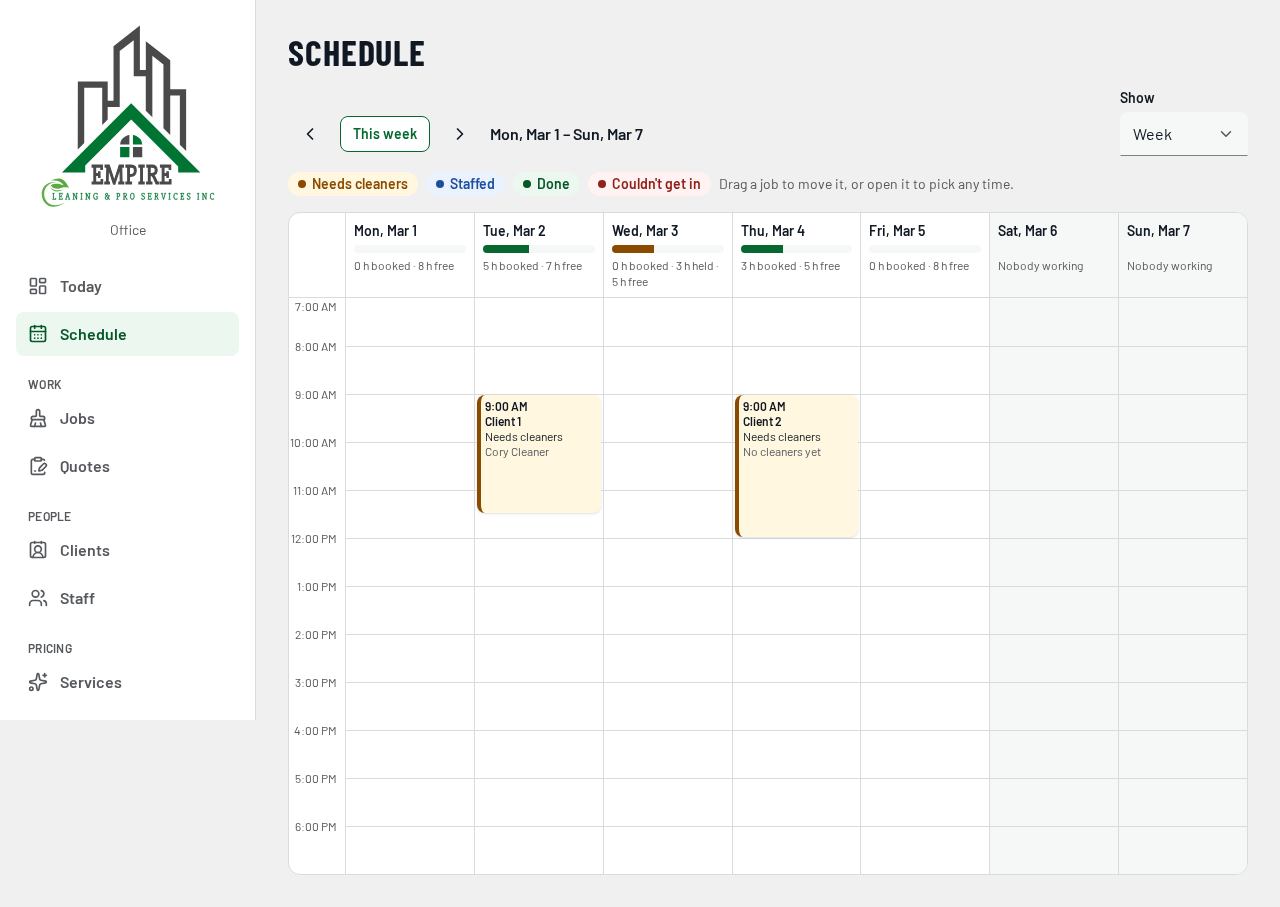 EMPIRE
LEANING & PRO SERVICES INC
Office
Today
Schedule
WORK
Jobs
Quotes
PEOPLE
Clients
Staff
PRICING
Services
SCHEDULE
Show
This week
Mon, Mar 1 – Sun, Mar 7
Week
Needs cleaners
Staffed
Done
Couldn't get in
Drag a job to move it, or open it to pick any time.
Mon, Mar 1
0 h booked · 8 h free
Tue, Mar 2
5 h booked · 7 h free
Wed, Mar 3
0 h booked · 3 h held ·
5 h free
Thu, Mar 4
3 h booked · 5 h free
Fri, Mar 5
0 h booked · 8 h free
Sat, Mar 6
Nobody working
Sun, Mar 7
Nobody working
7:00 AM
8:00 AM
9:00 AM
10:00 AM
11:00 AM
12:00 PM
1:00 PM
2:00 PM
3:00 PM
4:00 PM
5:00 PM
6:00 PM
9:00 AM
Client 1
Needs cleaners
Cory Cleaner
9:00 AM
Client 2
Needs cleaners
No cleaners yet